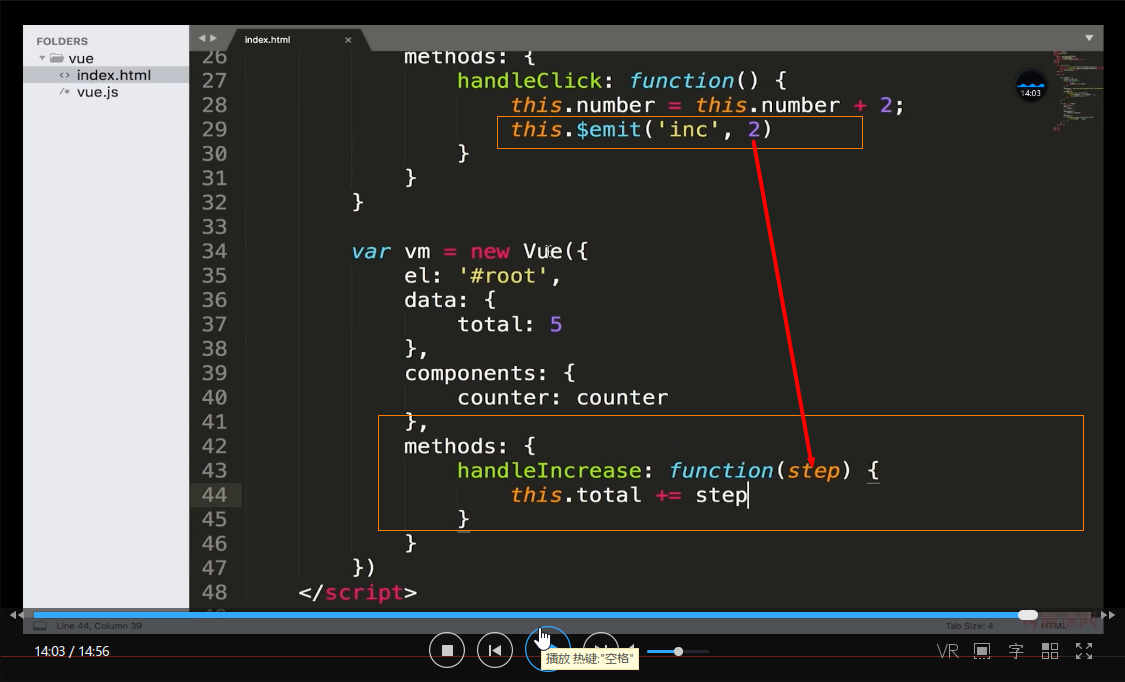 FOLDERS
vue
<> index.html
/* vue.js
index.html ×
26 methods: {
27 handleClick: function() {
28 this.number = this.number + 2;
29 this.$emit('inc', 2)
30 }
31 }
32 }
33
34 var vm = new Vue({
35 el: '#root',
36 data: {
37 total: 5
38 },
39 components: {
40 counter: counter
41 },
42 methods: {
43 handleIncrease: function(step) {
44 this.total += step
45 }
46 }
47 })
48 </script>
14:03
Line 44, Column 39
Tab Size: 4
HTML
14:03 / 14:56
播放 热键:"空格"
VR
字